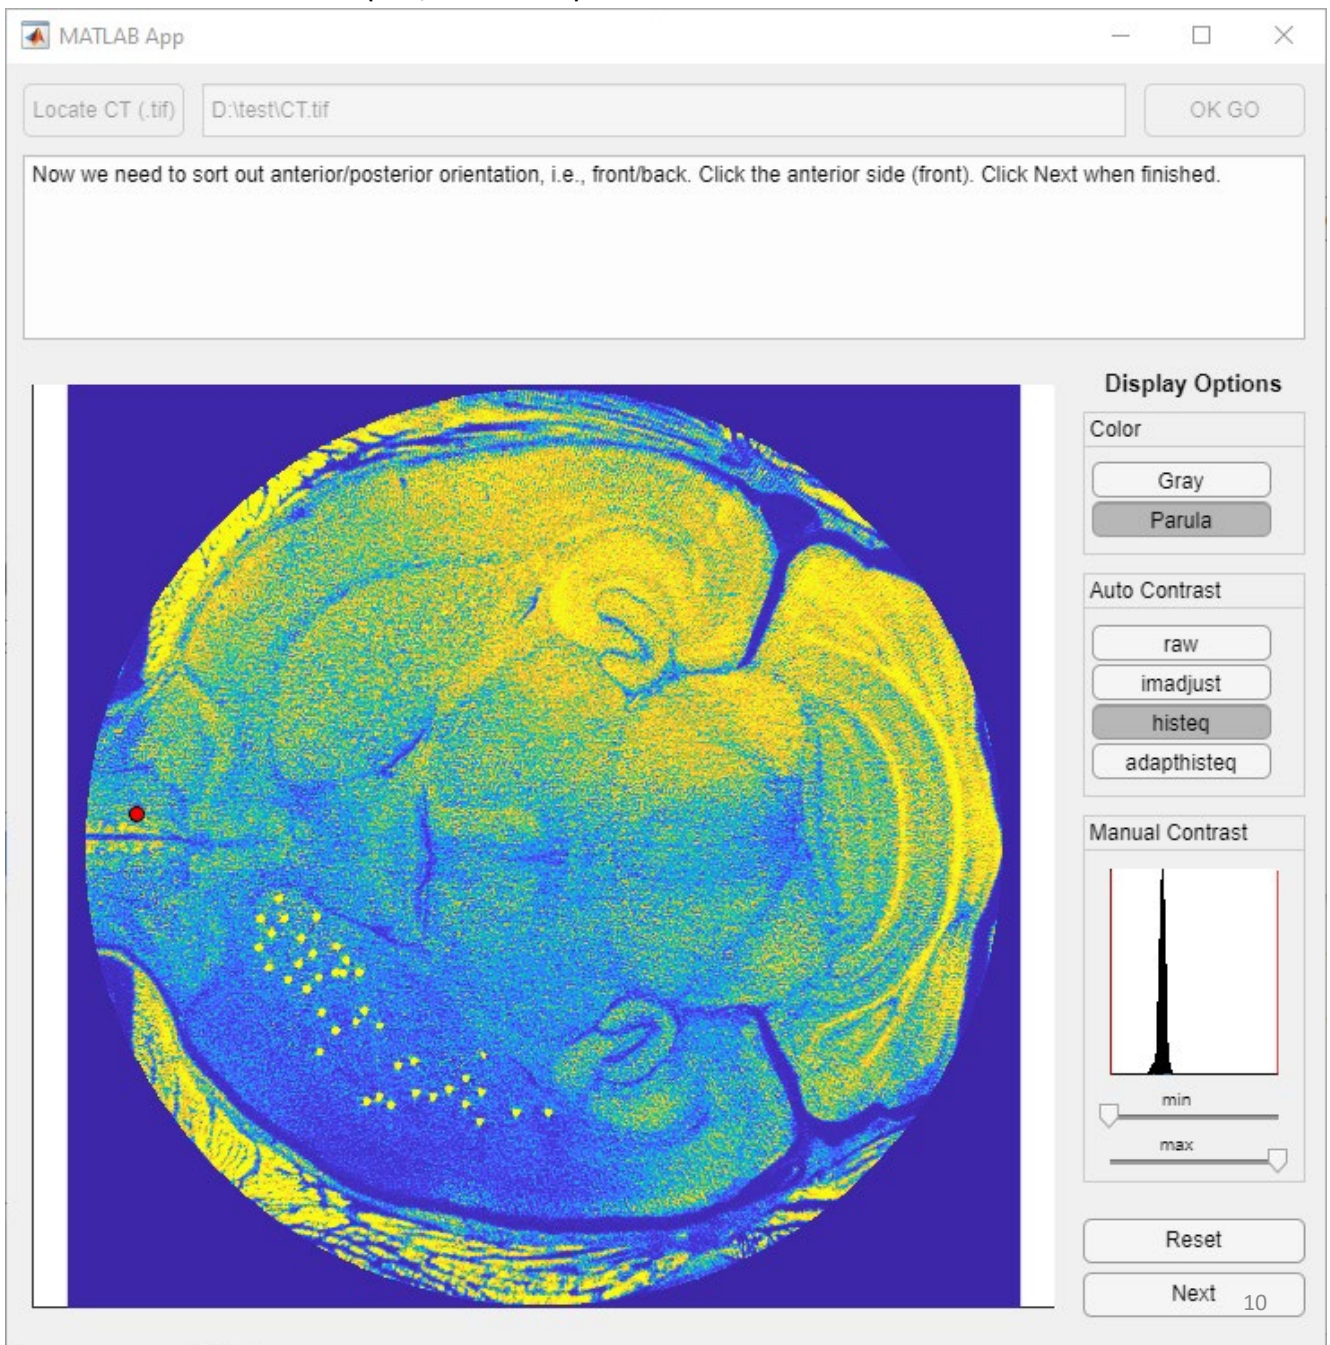 MATLAB App
Locate CT (.tif)
D:\test\CT.tif
OK GO
Now we need to sort out anterior/posterior orientation, i.e., front/back. Click the anterior side (front). Click Next when finished.
Display Options
Color
Gray
Parula
Auto Contrast
raw
imadjust
histeq
adapthisteq
Manual Contrast
min
max
Reset
Next
10